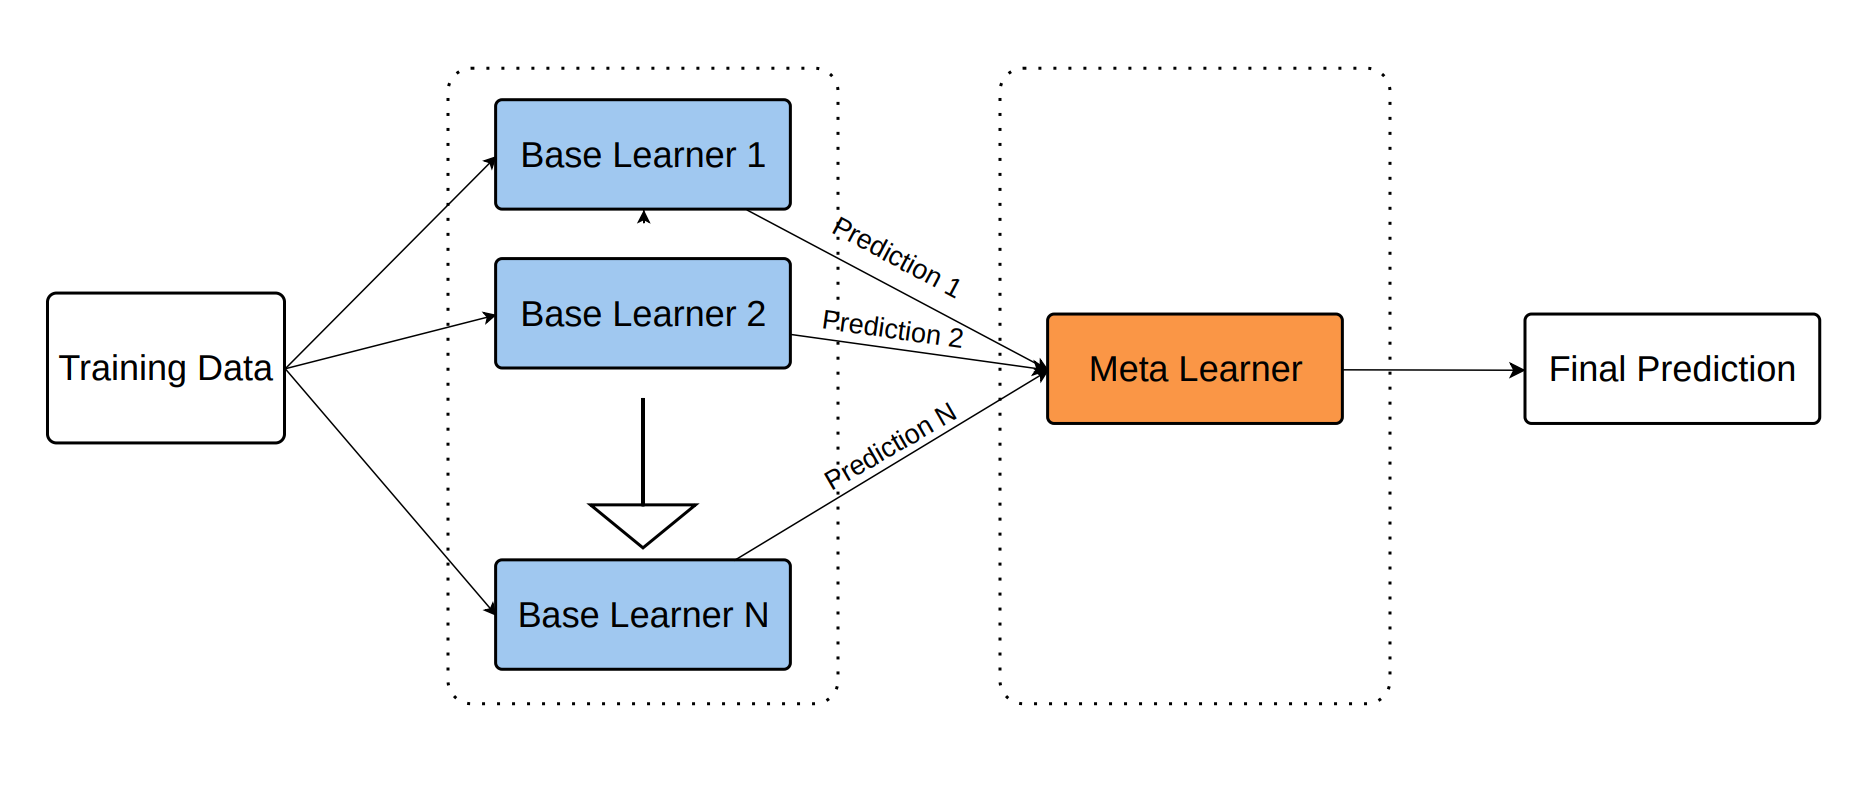 Base Learner 1
Prediction 1
Base Learner 2
Prediction 2
Training Data
Meta Learner
Final Prediction
Prediction N
Base Learner N